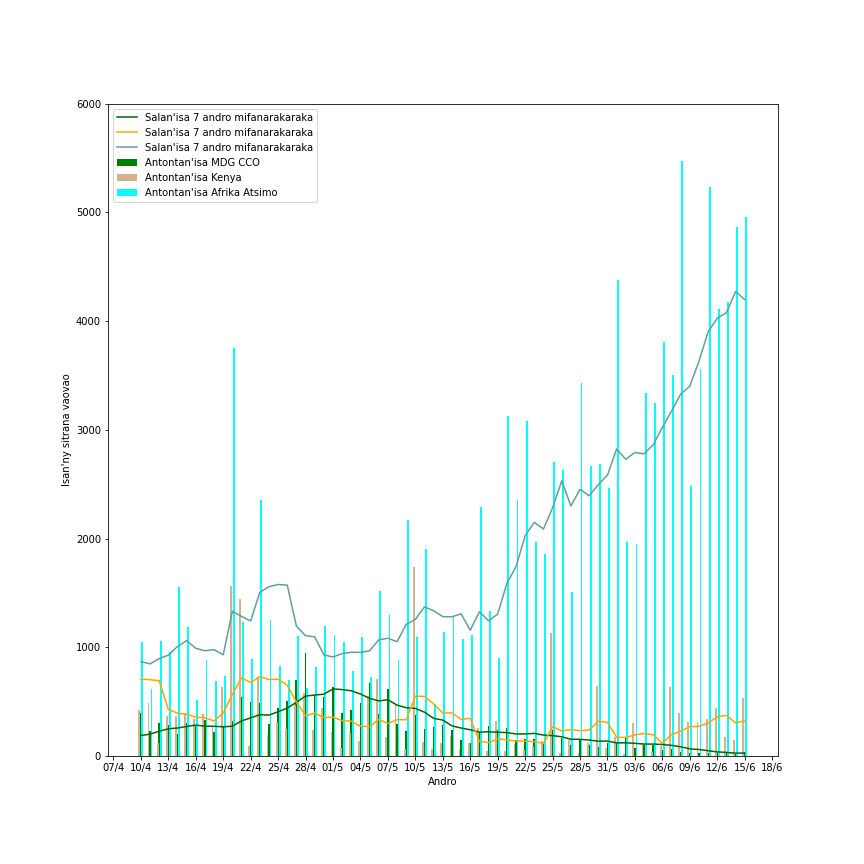 6000
5000
4000
3000
2000
1000
0
Isan'ny sitrana vaovao
Salan'isa 7 andro mifanarakaraka
Salan'isa 7 andro mifanarakaraka
Salan'isa 7 andro mifanarakaraka
Antontan'isa MDG CCO
Antontan'isa Kenya
Antontan'isa Afrika Atsimo
07/4 10/4 13/4 16/4 19/4 22/4 25/4 28/4 01/5 04/5 07/5 10/5 13/5 16/5 19/5 22/5 25/5 28/5 31/5 03/6 06/6 09/6 12/6 15/6 18/6
Andro